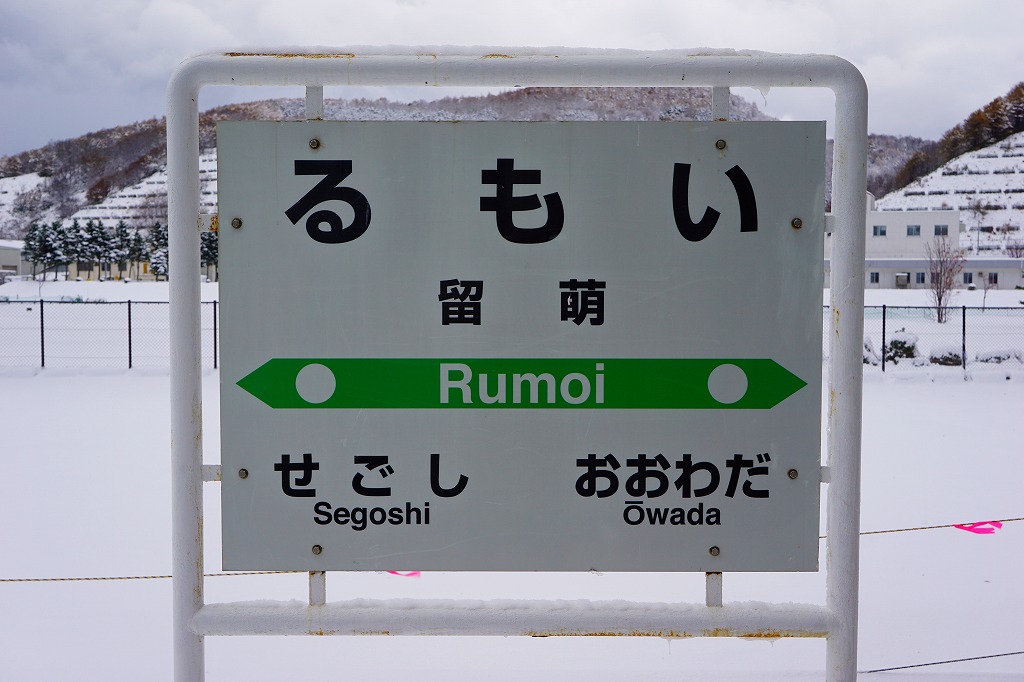 るもい
留萌
Rumoi
せごし おおわだ
Segoshi Ōwada